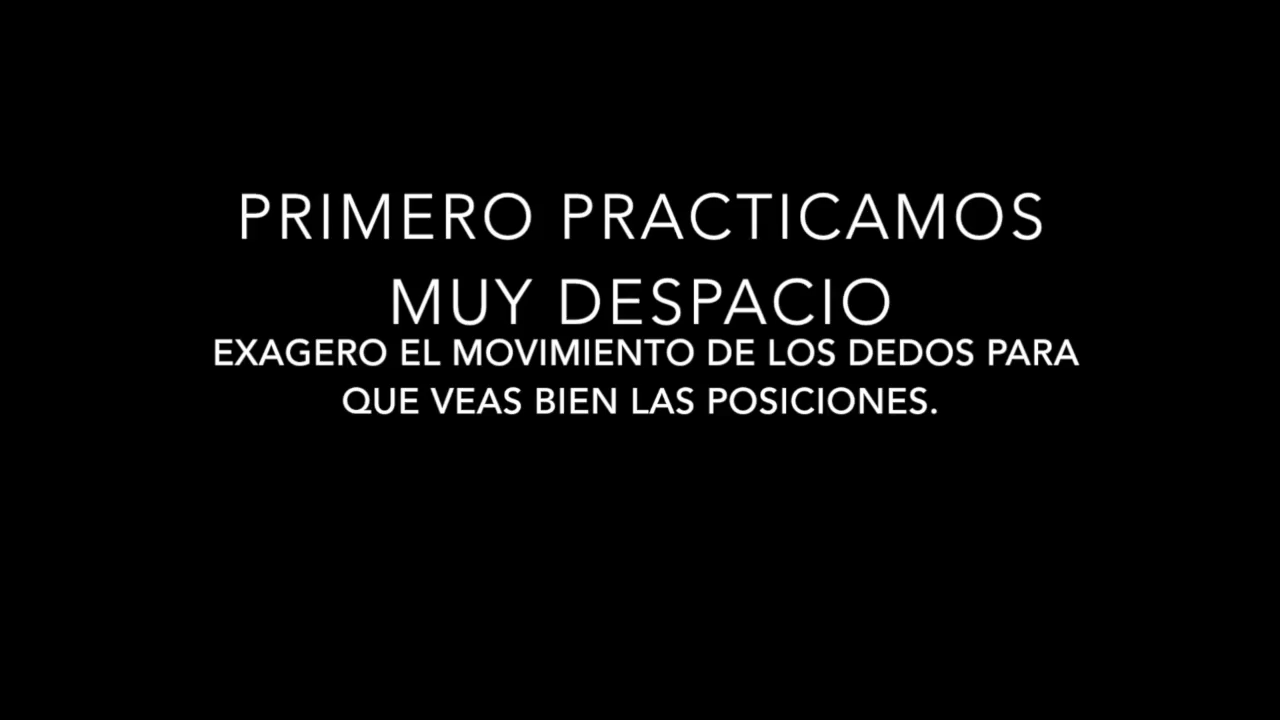 PRIMERO PRACTICAMOS
MUY DESPACIO
EXAGERO EL MOVIMIENTO DE LOS DEDOS PARA
QUE VEAS BIEN LAS POSICIONES.